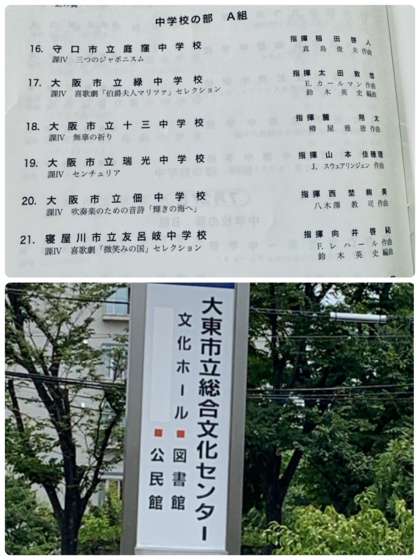 中学校の部 A組
16. 守口市立庭窪中学校
指揮 稲田啓人
課Ⅳ 三つのジャポニスム
真島俊夫 作曲
17. 大阪市立緑中学校
指揮 太田敦
課Ⅳ 喜歌劇「伯爵夫人マリツァ」セレクション
E.カールマン 作曲
鈴木英史 編曲
18. 大阪市立十三中学校
課Ⅳ 無辜の祈り
樽屋雅徳 作曲
19. 大阪市立瑞光中学校
指揮 山本佳
課Ⅳ センチュリア
J. スウェアリンジェン 作曲
20. 大阪市立佃中学校
指揮 西埜
課Ⅳ 吹奏楽のための音詩「輝きの海へ」
八木澤教司 作曲
21. 寝屋川市立友呂岐中学校
指揮 向井啓
課Ⅳ 喜歌劇「微笑みの国」セレクション
F.レハール 作曲
鈴木英史 編曲
大東市立総合文化センター
文化ホール ■ 図書館
■ 公民館